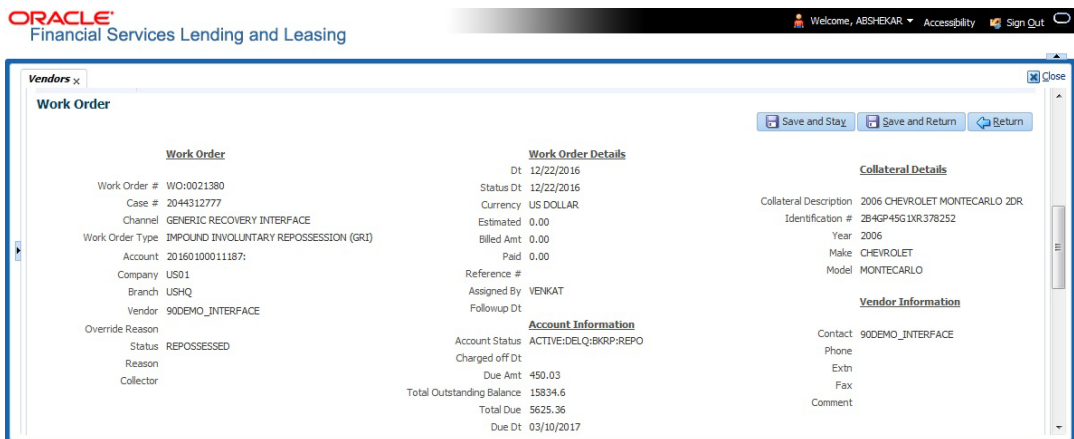 ORACLE
Financial Services Lending and Leasing
Welcome, ABSHEKAR
Accessibility
Sign Out
Vendors x
Close
Work Order
Save and Stay
Save and Return
Return
Work Order
Work Order # WO:0021380
Case # 2044312777
Channel GENERIC RECOVERY INTERFACE
Work Order Type IMPOUND INVOLUNTARY REPOSSESSION (GRI)
Account 20160100011187:
Company US01
Branch USHQ
Vendor 90DEMO_INTERFACE
Override Reason
Status REPOSSESSED
Reason
Collector
Work Order Details
Dt 12/22/2016
Status Dt 12/22/2016
Currency US DOLLAR
Estimated 0.00
Billed Amt 0.00
Paid 0.00
Reference #
Assigned By VENKAT
Followup Dt
Account Information
Account Status ACTIVE:DELQ:BKRP:REPO
Charged off Dt
Due Amt 450.03
Total Outstanding Balance 15834.6
Total Due 5625.36
Due Dt 03/10/2017
Collateral Details
Collateral Description 2006 CHEVROLET MONTECARLO 2DR
Identification # 2B4GP45G1XR378252
Year 2006
Make CHEVROLET
Model MONTECARLO
Vendor Information
Contact 90DEMO_INTERFACE
Phone
Extn
Fax
Comment